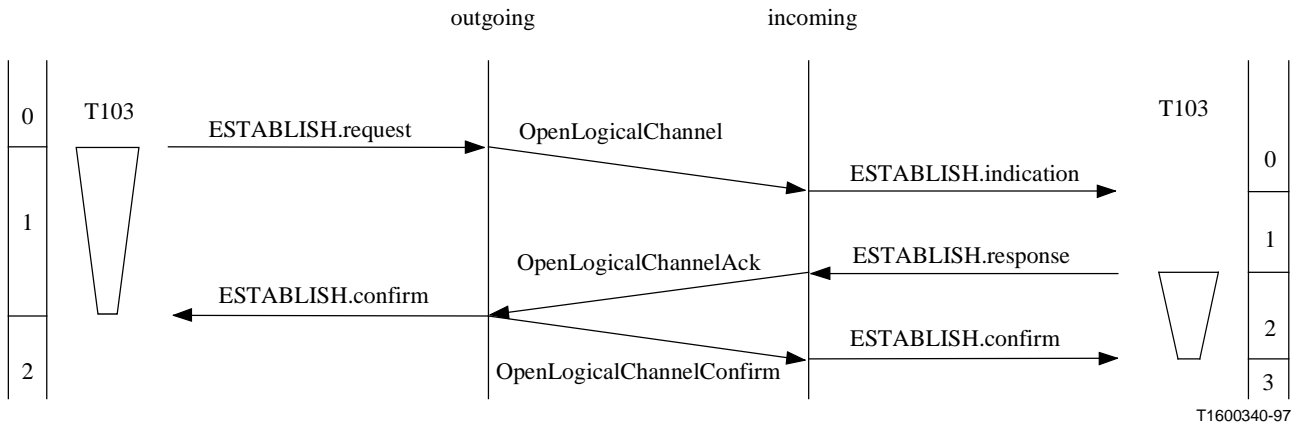 outgoing
incoming
0
T103
ESTABLISH.request
OpenLogicalChannel
T103
ESTABLISH.indication
0
1
OpenLogicalChannelAck
ESTABLISH.response
1
ESTABLISH.confirm
ESTABLISH.confirm
2
2
OpenLogicalChannelConfirm
3
T1600340-97